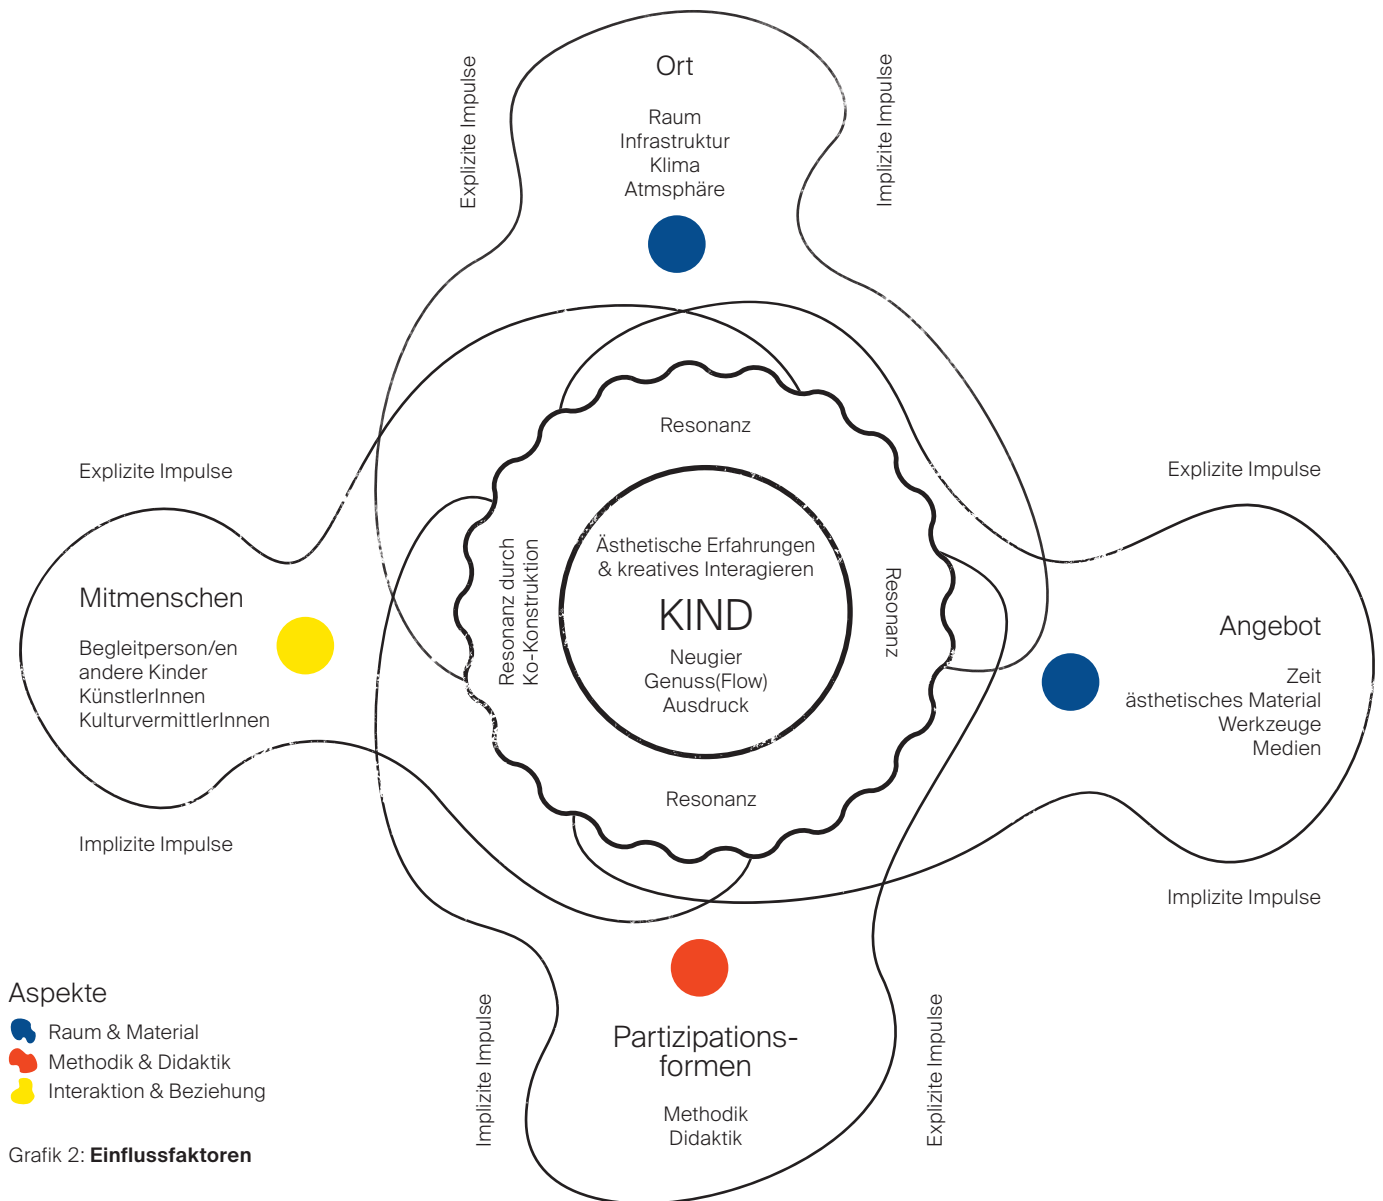 Explizite Impulse
Ort
Implizite Impulse
Raum
Infrastruktur
Klima
Atmsphäre
Resonanz
Explizite Impulse
Mitmenschen
Begleitperson/en
andere Kinder
KünstlerInnen
KulturvermittlerInnen
Implizite Impulse
Resonanz durch
Ko-Konstruktion
Ästhetische Erfahrungen
& kreatives Interagieren
KIND
Neugier
Genuss(Flow)
Ausdruck
Resonanz
Resonanz
Explizite Impulse
Angebot
Zeit
ästhetisches Material
Werkzeuge
Medien
Implizite Impulse
Implizite Impulse
Partizipations-
formen
Methodik
Didaktik
Explizite Impulse
Aspekte
Raum & Material
Methodik & Didaktik
Interaktion & Beziehung
Grafik 2: Einflussfaktoren